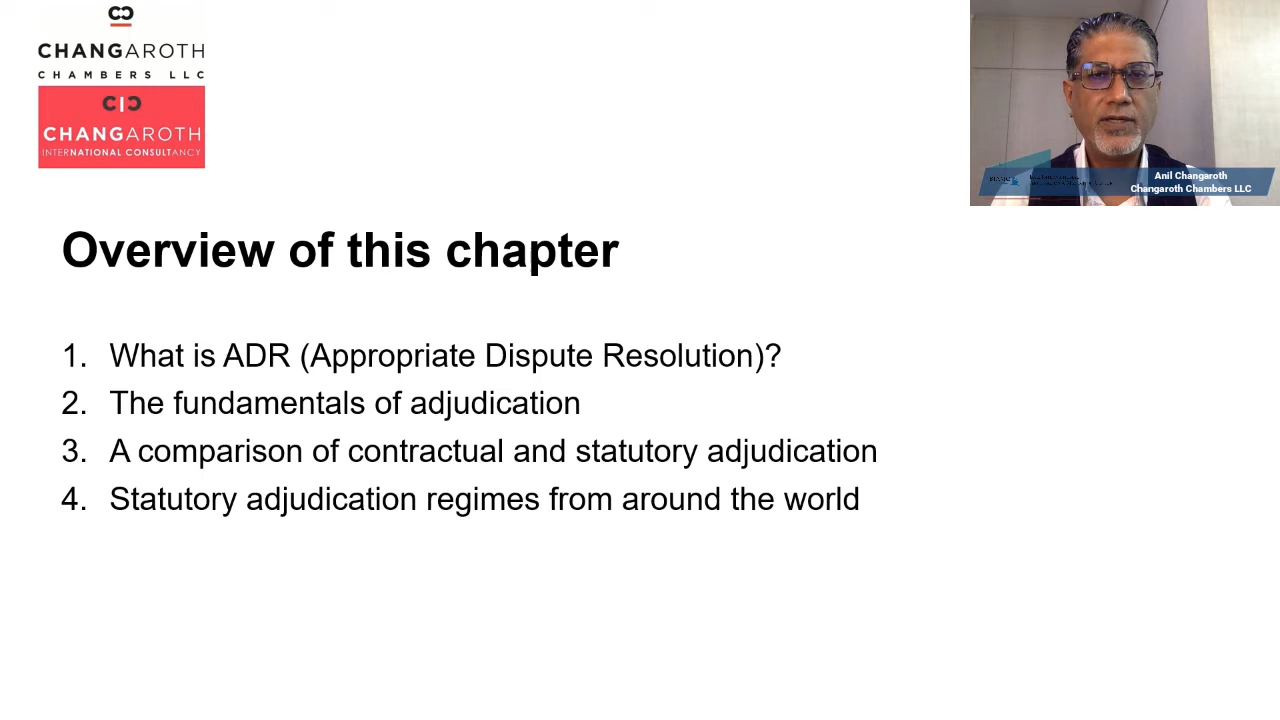 CHANGAROTH
CHAMBERS LLC
CHANGAROTH
INTERNATIONAL CONSULTANCY
Anil Changaroth
Changaroth Chambers LLC
Overview of this chapter
1. What is ADR (Appropriate Dispute Resolution)?
2. The fundamentals of adjudication
3. A comparison of contractual and statutory adjudication
4. Statutory adjudication regimes from around the world